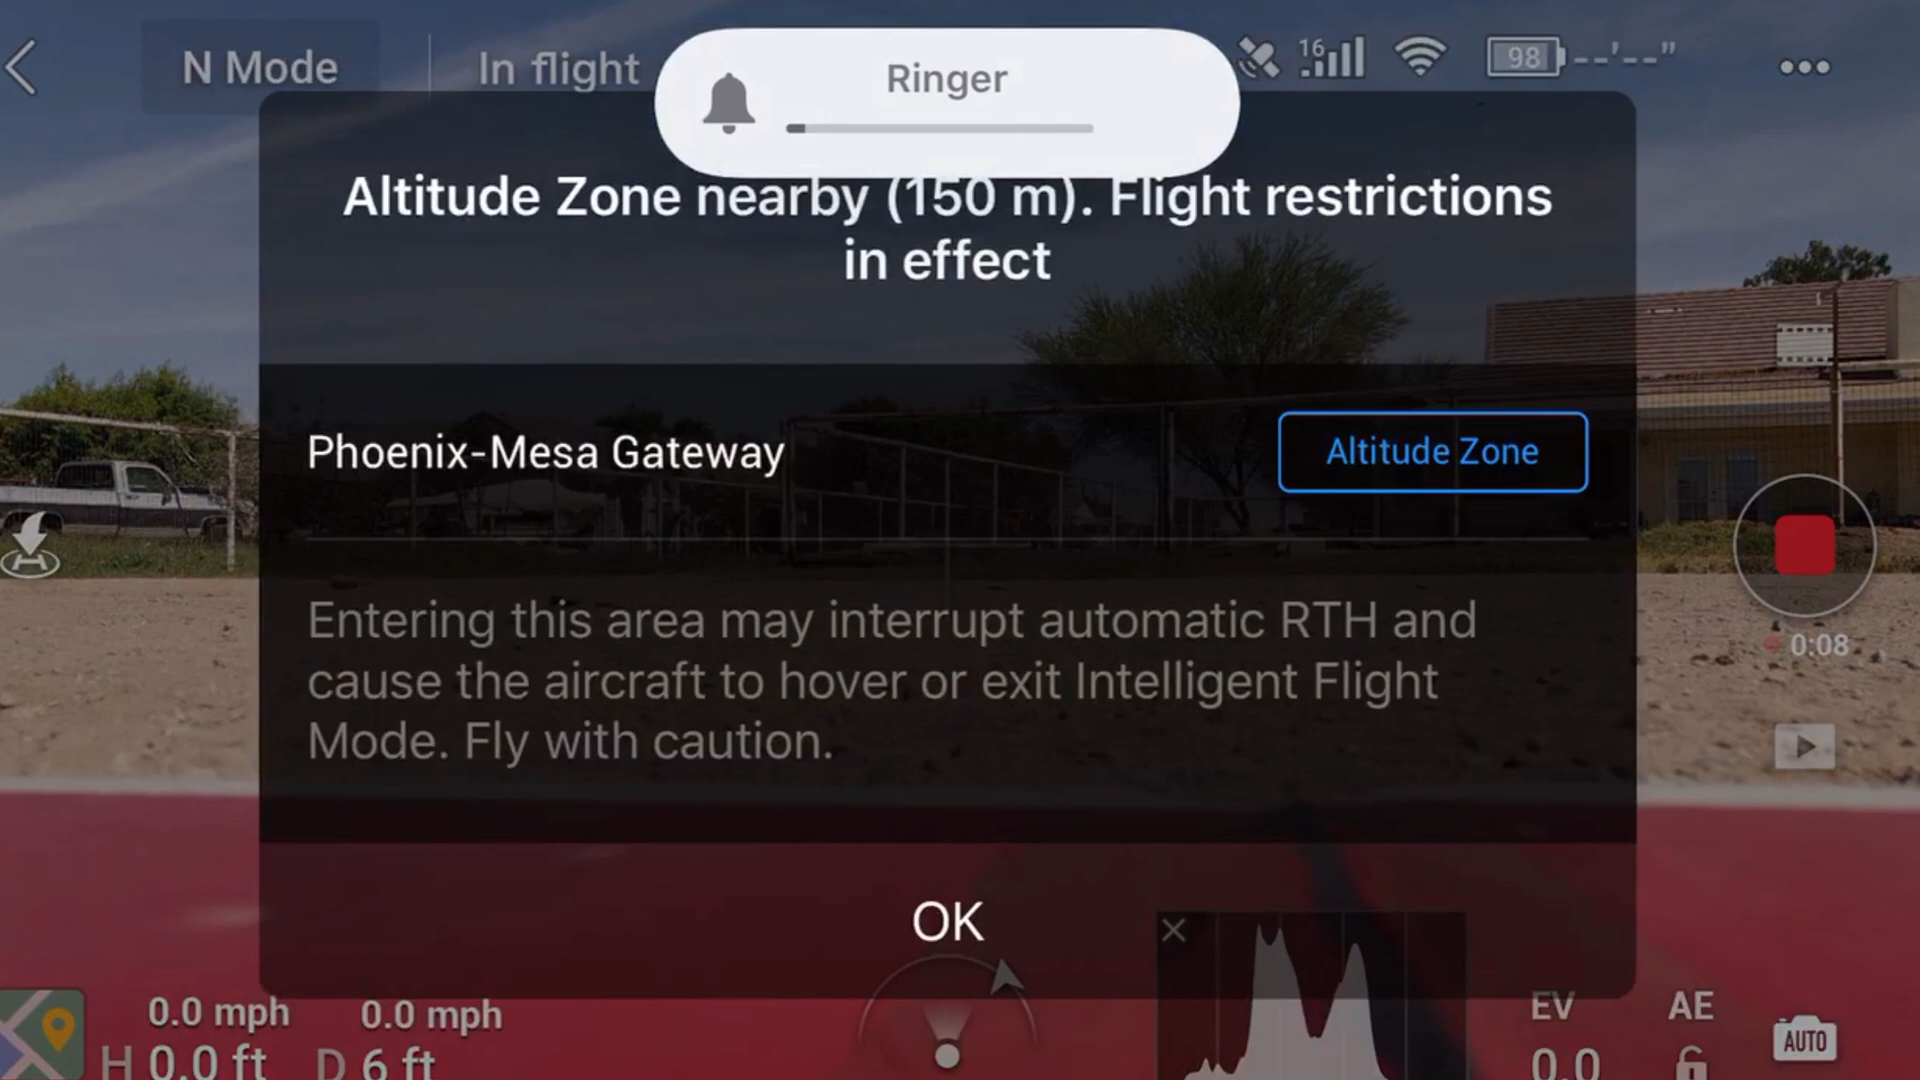 N Mode
In flight
Ringer
16
98
--'--"
Altitude Zone nearby (150 m). Flight restrictions
in effect
Phoenix-Mesa Gateway
Altitude Zone
Entering this area may interrupt automatic RTH and
cause the aircraft to hover or exit Intelligent Flight
Mode. Fly with caution.
0:08
OK
0.0 mph
0.0 mph
H 0.0 ft
D 6 ft
EV
0.0
AE
AUTO